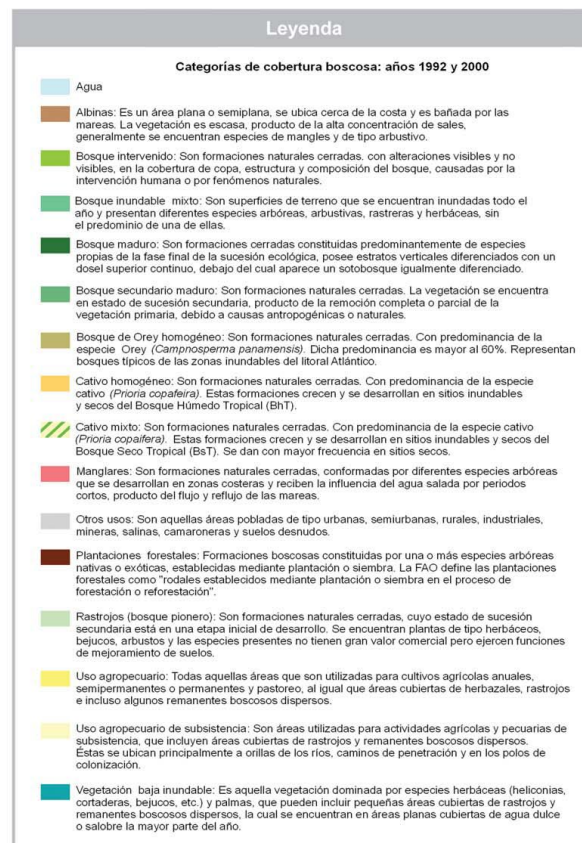 Leyenda
Categorías de cobertura boscosa: años 1992 y 2000
Agua
Albinas: Es un área plana o semiplana, se ubica cerca de la costa y es bañada por las
mareas. La vegetación es escasa, producto de la alta concentración de sales,
generalmente se encuentran especies de mangles y de tipo arbustivo.
Bosque intervenido: Son formaciones naturales cerradas. con alteraciones visibles y no
visibles, en la cobertura de copa, estructura y composición del bosque, causadas por la
intervención humana o por fenómenos naturales.
Bosque inundable mixto: Son superficies de terreno que se encuentran inundadas todo el
año y presentan diferentes especies arbóreas, arbustivas, rastreras y herbáceas, sin
el predominio de una de ellas.
Bosque maduro: Son formaciones cerradas constituidas predominantemente de especies
propias de la fase final de la sucesión ecológica, posee estratos verticales diferenciados con un
dosel superior continuo, debajo del cual aparece un sotobosque igualmente diferenciado.
Bosque secundario maduro: Son formaciones naturales cerradas. La vegetación se encuentra
en estado de sucesión secundaria, producto de la remoción completa o parcial de la
vegetación primaria, debido a causas antropogénicas o naturales.
Bosque de Orey homogéneo: Son formaciones naturales cerradas. Con predominancia de la
especie Orey (Campnosperma panamensis). Dicha predominancia es mayor al 60%. Representan
bosques típicos de las zonas inundables del litoral Atlántico.
Cativo homogéneo: Son formaciones naturales cerradas. Con predominancia de la especie
cativo (Prioria copafeira). Estas formaciones crecen y se desarrollan en sitios inundables
y secos del Bosque Húmedo Tropical (BhT).
Cativo mixto: Son formaciones naturales cerradas. Con predominancia de la especie cativo
(Prioria copaifera). Estas formaciones crecen y se desarrollan en sitios inundables y secos del
Bosque Seco Tropical (BsT). Se dan con mayor frecuencia en sitios secos.
Manglares: Son formaciones naturales cerradas, conformadas por diferentes especies arbóreas
que se desarrollan en zonas costeras y reciben la influencia del agua salada por periodos
cortos, producto del flujo y reflujo de las mareas.
Otros usos: Son aquellas áreas pobladas de tipo urbanas, semiurbanas, rurales, industriales,
mineras, salinas, camaroneras y suelos desnudos.
Plantaciones forestales: Formaciones boscosas constituidas por una o más especies arbóreas
nativas o exóticas, establecidas mediante plantación o siembra. La FAO define las plantaciones
forestales como "rodales establecidos mediante plantación o siembra en el proceso de
forestación o reforestación".
Rastrojos (bosque pionero): Son formaciones naturales cerradas, cuyo estado de sucesión
secundaria está en una etapa inicial de desarrollo. Se encuentran plantas de tipo herbáceos,
bejucos, arbustos y las especies presentes no tienen gran valor comercial pero ejercen funciones
de mejoramiento de suelos.
Uso agropecuario: Todas aquellas áreas que son utilizadas para cultivos agrícolas anuales,
semipermanentes o permanentes y pastoreo, al igual que áreas cubiertas de herbazales, rastrojos
e incluso algunos remanentes boscosos dispersos.
Uso agropecuario de subsistencia: Son áreas utilizadas para actividades agrícolas y pecuarias de
subsistencia, que incluyen áreas cubiertas de rastrojos y remanentes boscosos dispersos.
Éstas se ubican principalmente a orillas de los ríos, caminos de penetración y en los polos de
colonización.
Vegetación baja inundable: Es aquella vegetación dominada por especies herbáceas (heliconias,
cortaderas, bejucos, etc.) y palmas, que pueden incluir pequeñas áreas cubiertas de rastrojos y
remanentes boscosos dispersos, la cual se encuentran en áreas planas cubiertas de agua dulce
o salobre la mayor parte del año.